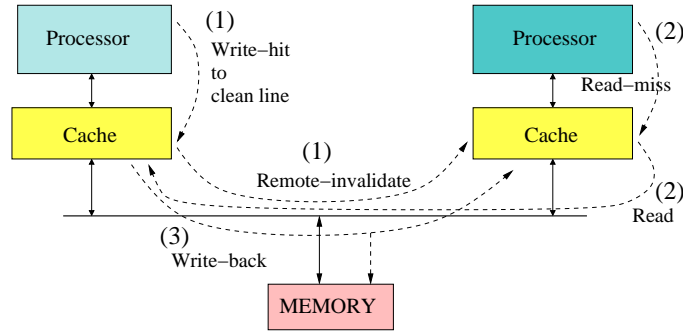 (1)
Processor
Write−hit
to
clean line
Cache
(1)
Remote−invalidate
(2)
Processor
Read−miss
Cache
(2)
Read
(3)
Write−back
MEMORY